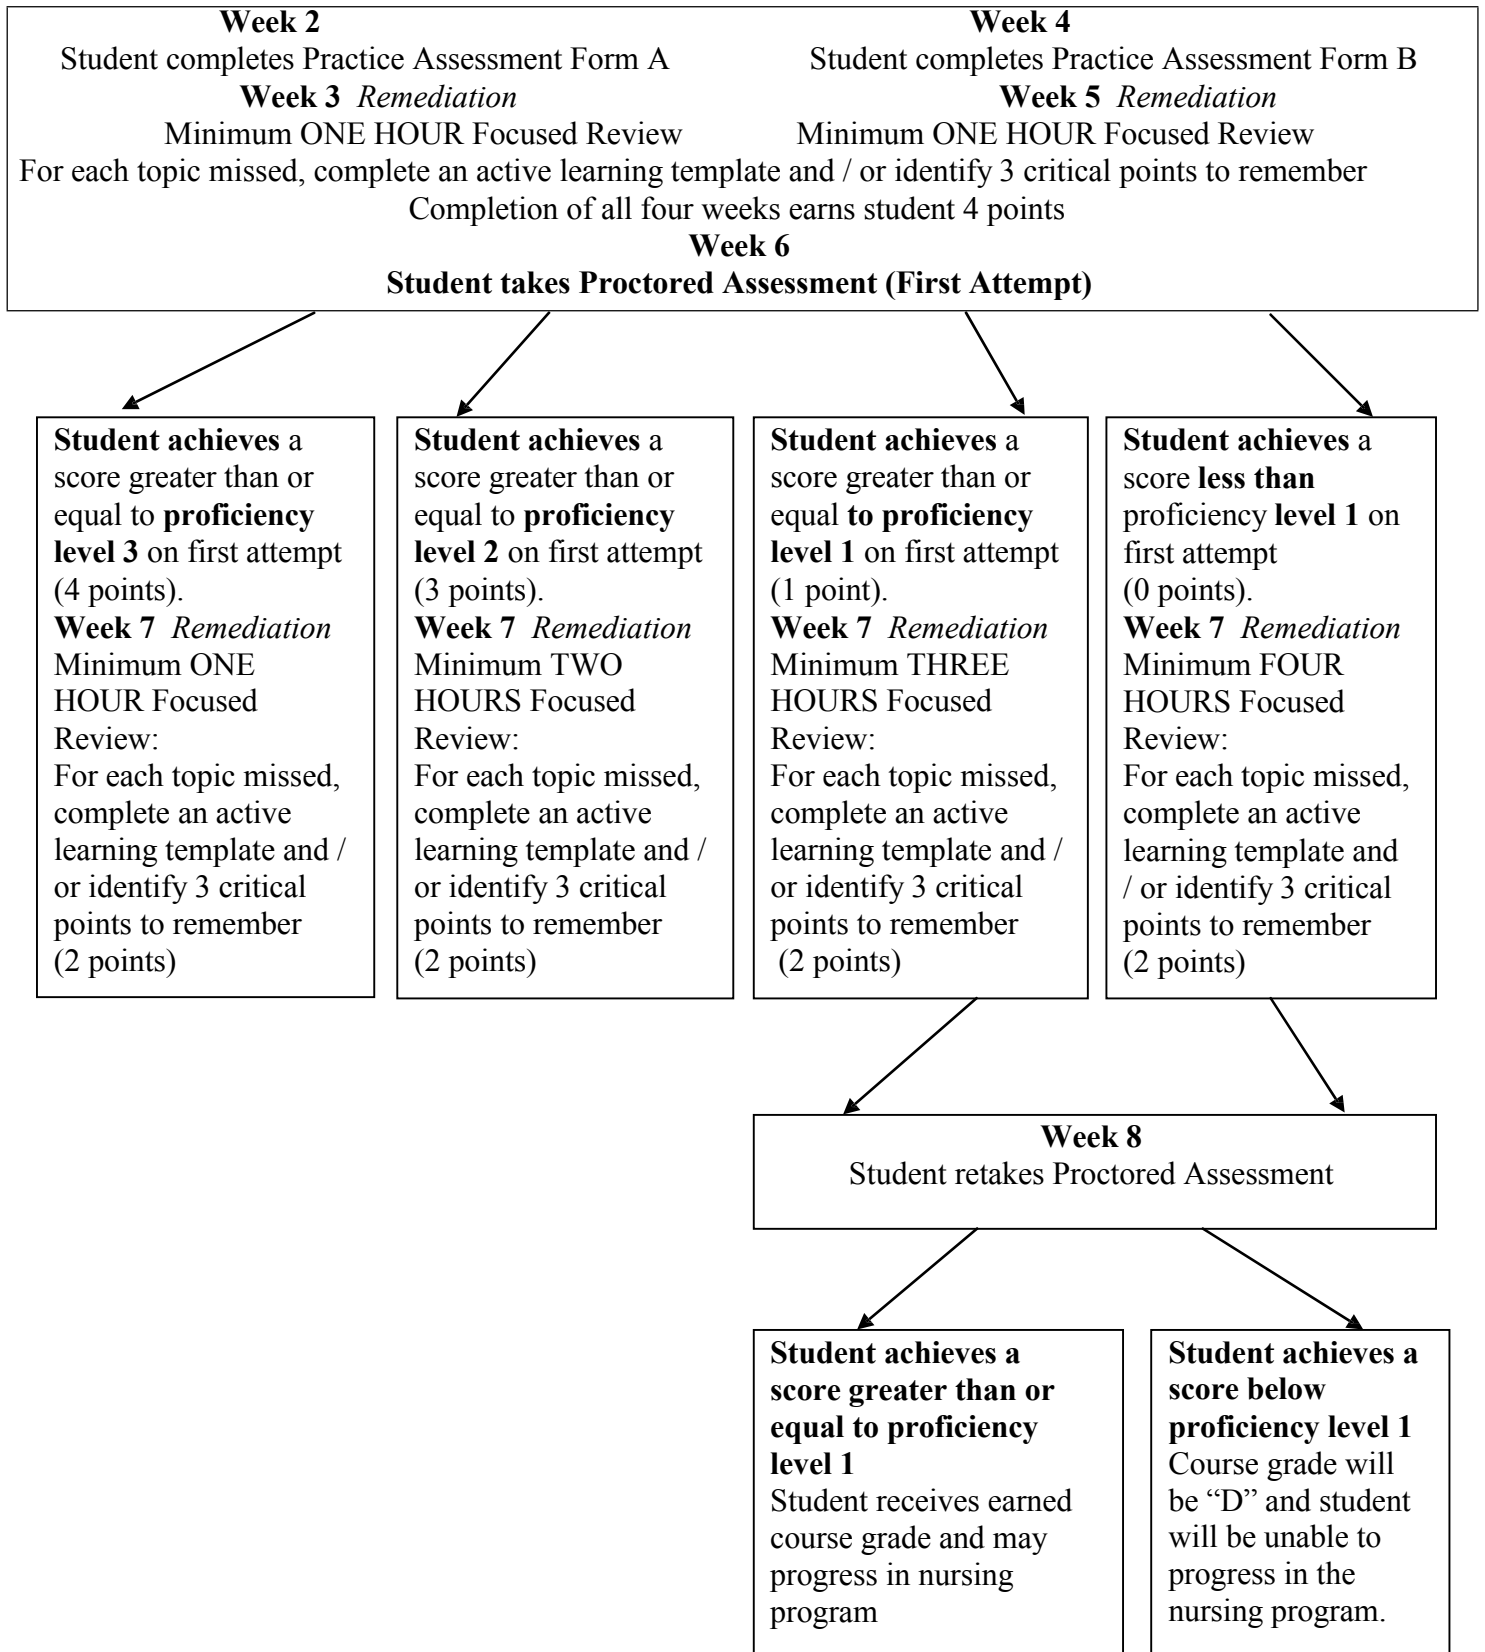 Week 2
Student completes Practice Assessment Form A
Week 3 Remediation
Minimum ONE HOUR Focused Review
Week 4
Student completes Practice Assessment Form B
Week 5 Remediation
Minimum ONE HOUR Focused Review
For each topic missed, complete an active learning template and / or identify 3 critical points to remember
Completion of all four weeks earns student 4 points
Week 6
Student takes Proctored Assessment (First Attempt)
Student achieves a
score greater than or
equal to proficiency
level 3 on first attempt
(4 points).
Week 7 Remediation
Minimum ONE
HOUR Focused
Review:
For each topic missed,
complete an active
learning template and /
or identify 3 critical
points to remember
(2 points)
Student achieves a
score greater than or
equal to proficiency
level 2 on first attempt
(3 points).
Week 7 Remediation
Minimum TWO
HOURS Focused
Review:
For each topic missed,
complete an active
learning template and /
or identify 3 critical
points to remember
(2 points)
Student achieves a
score greater than or
equal to proficiency
level 1 on first attempt
(1 point).
Week 7 Remediation
Minimum THREE
HOURS Focused
Review:
For each topic missed,
complete an active
learning template and /
or identify 3 critical
points to remember
(2 points)
Student achieves a
score less than
proficiency level 1 on
first attempt
(0 points).
Week 7 Remediation
Minimum FOUR
HOURS Focused
Review:
For each topic missed,
complete an active
learning template and
/ or identify 3 critical
points to remember
(2 points)
Week 8
Student retakes Proctored Assessment
Student achieves a
score greater than or
equal to proficiency
level 1
Student receives earned
course grade and may
progress in nursing
program
Student achieves a
score below
proficiency level 1
Course grade will
be “D” and student
will be unable to
progress in the
nursing program.